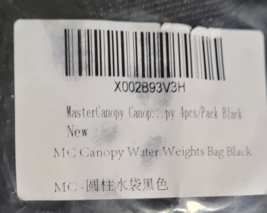 X002893V3H
MasterCanopy Canop...py 4pcs/Pack Black
New
MC Canopy Water Weights Bag Black
MC-圆柱水袋黑色